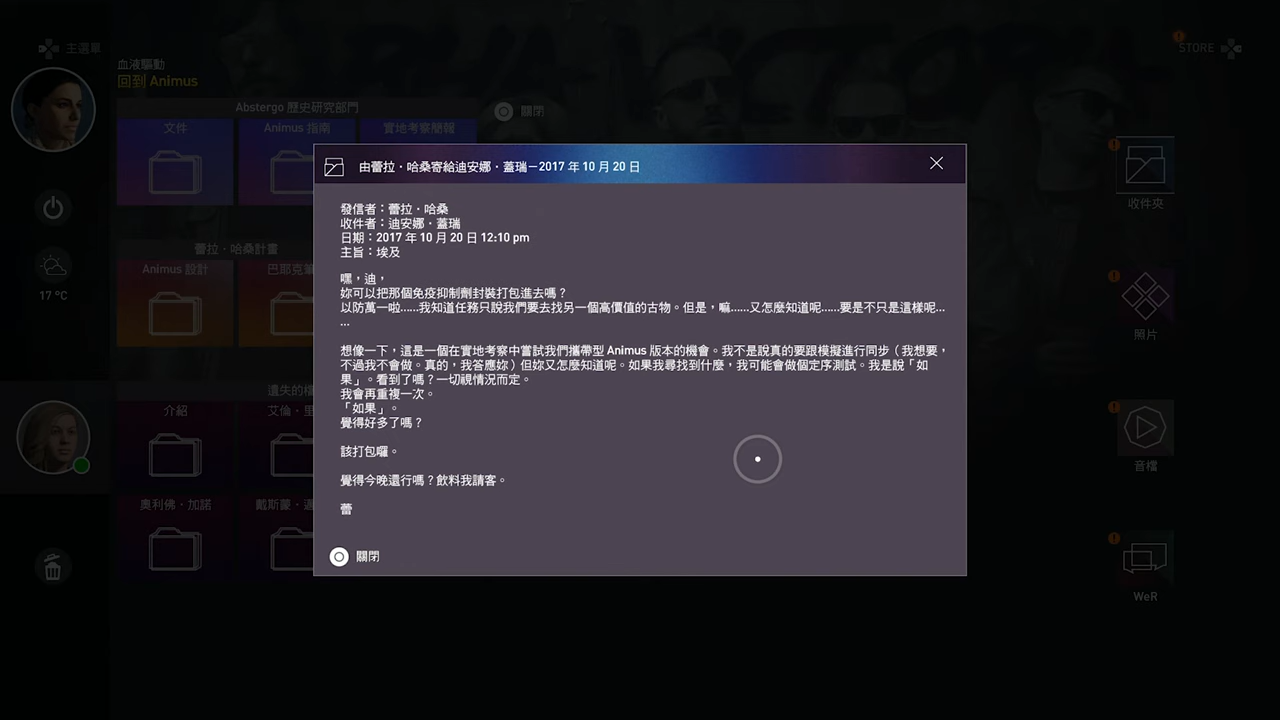 主選單
STORE
血液驅動
回到 Animus
Abstergo 歷史研究部門
關閉
文件
Animus 指南
實地考察簡報
由蕾拉・哈桑寄給迪安娜・蓋瑞－2017 年 10 月 20 日
發信者：蕾拉・哈桑
收件者：迪安娜・蓋瑞
日期：2017 年 10 月 20 日 12:10 pm
主旨：埃及
嘿，迪，
妳可以把那個免疫抑制劑封裝打包進去嗎？
以防萬一啦……我知道任務只說我們要去找另一個高價值的古物。但是，嘛……又怎麼知道呢……要是不只是這樣呢…
…
想像一下，這是一個在實地考察中嘗試我們攜帶型 Animus 版本的機會。我不是說真的要跟模擬進行同步（我想要，
不過我不會做。真的，我答應妳）但妳又怎麼知道呢。如果我尋找到什麼，我可能會做個定序測試。我是說「如
果」。看到了嗎？一切視情況而定。
我會再重複一次。
「如果」。
覺得好多了嗎？
該打包囉。
覺得今晚還行嗎？飲料我請客。
蕾
關閉
17 °C
蕾拉・哈桑計畫
Animus 設計
巴耶克
遺失的檔
介紹
艾倫・里
奧利佛・加諾
戴斯蒙・邁
收件夾
照片
音檔
WeR